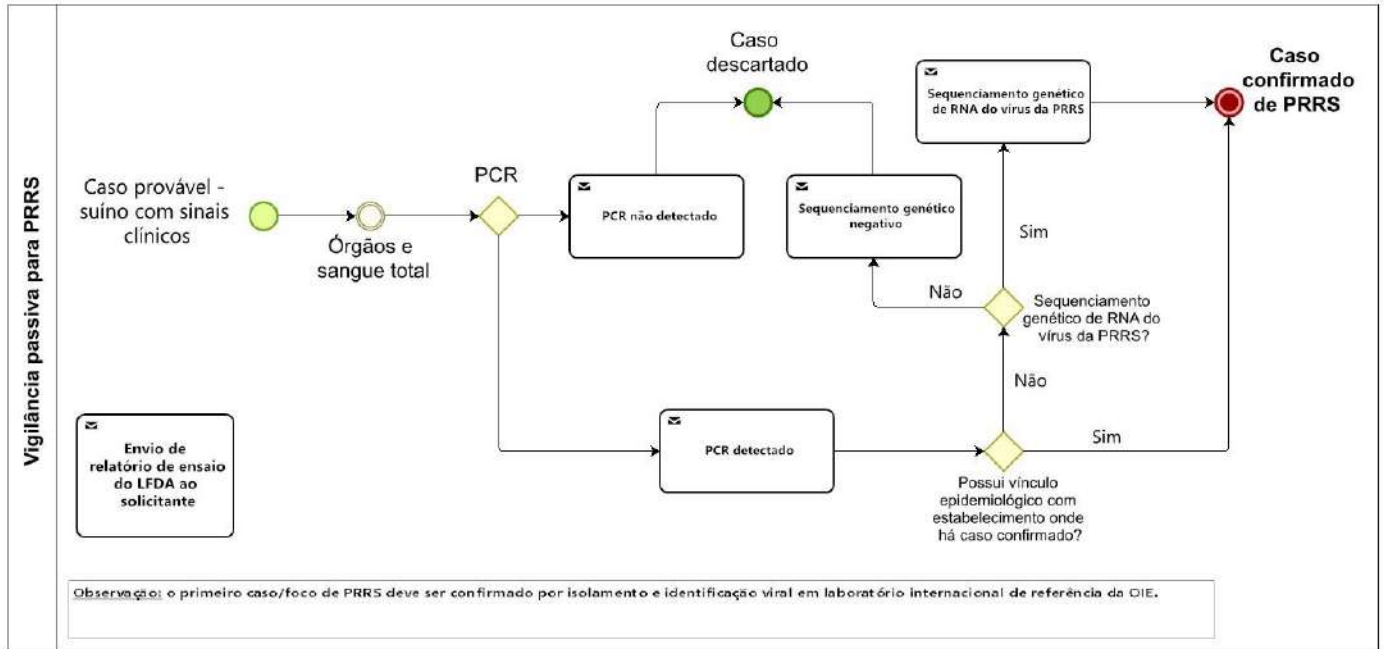 Vigilância passiva para PRRS
Caso provável -
suíno com sinais
clínicos
Órgãos e
sangue total
PCR
PCR não detectado
Caso
descartado
Sequenciamento genético
negativo
Sequenciamento genético
de RNA do vírus da PRRS
Caso
confirmado
de PRRS
Sim
Não
Sequenciamento
genético de RNA do
vírus da PRRS?
Não
Sim
PCR detectado
Possui vínculo
epidemiológico com
estabelecimento onde
há caso confirmado?
Envio de
relatório de ensaio
do LFDA ao
solicitante
Observação: o primeiro caso/foco de PRRS deve ser confirmado por isolamento e identificação viral em laboratório internacional de referência da OIE.